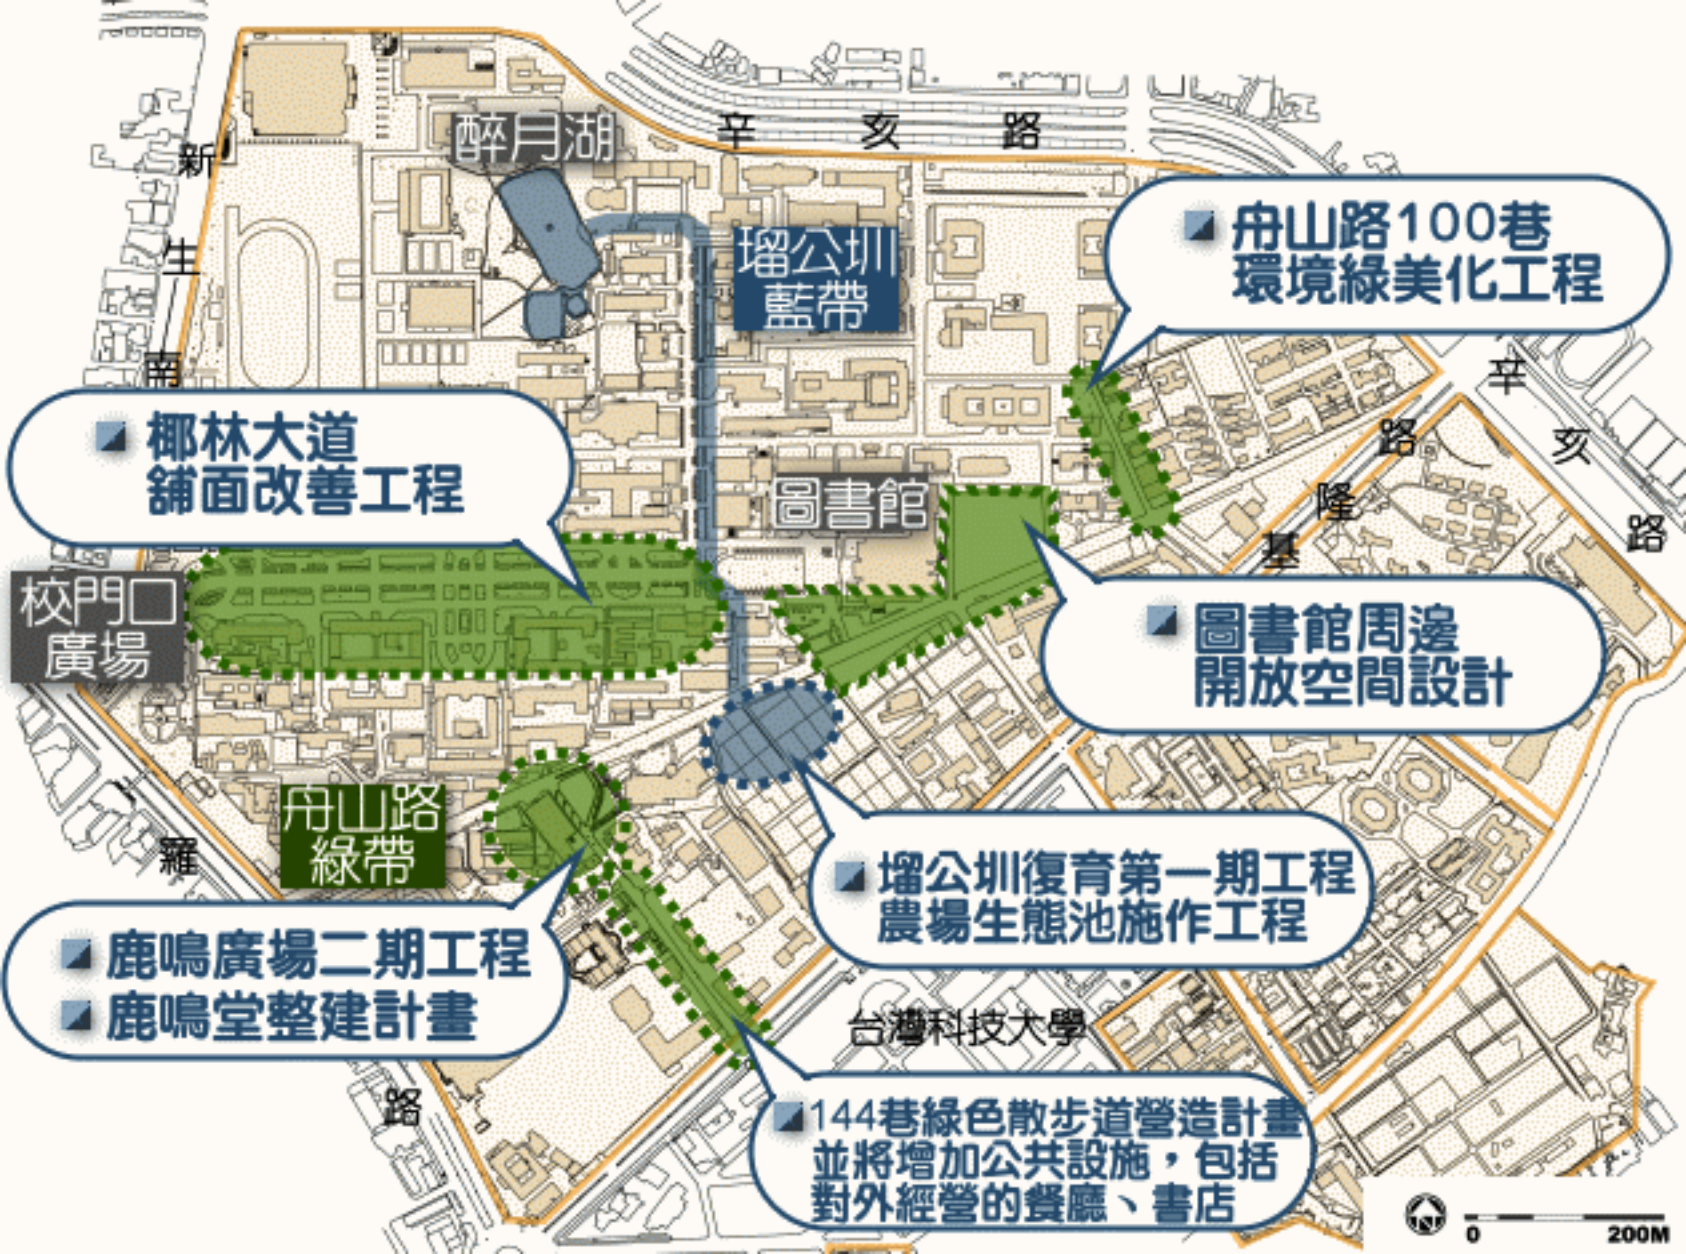 辛亥路
醉月湖
新生南路
瑠公圳
藍帶
舟山路100巷
環境綠美化工程
辛亥路
椰林大道
舖面改善工程
基隆路
圖書館
校門口
廣場
圖書館周邊
開放空間設計
舟山路
綠帶
羅
路
瑠公圳復育第一期工程
農場生態池施作工程
鹿鳴廣場二期工程
鹿鳴堂整建計畫
台灣科技大學
144巷綠色散步道營造計畫
並將增加公共設施，包括
對外經營的餐廳、書店
0
200M